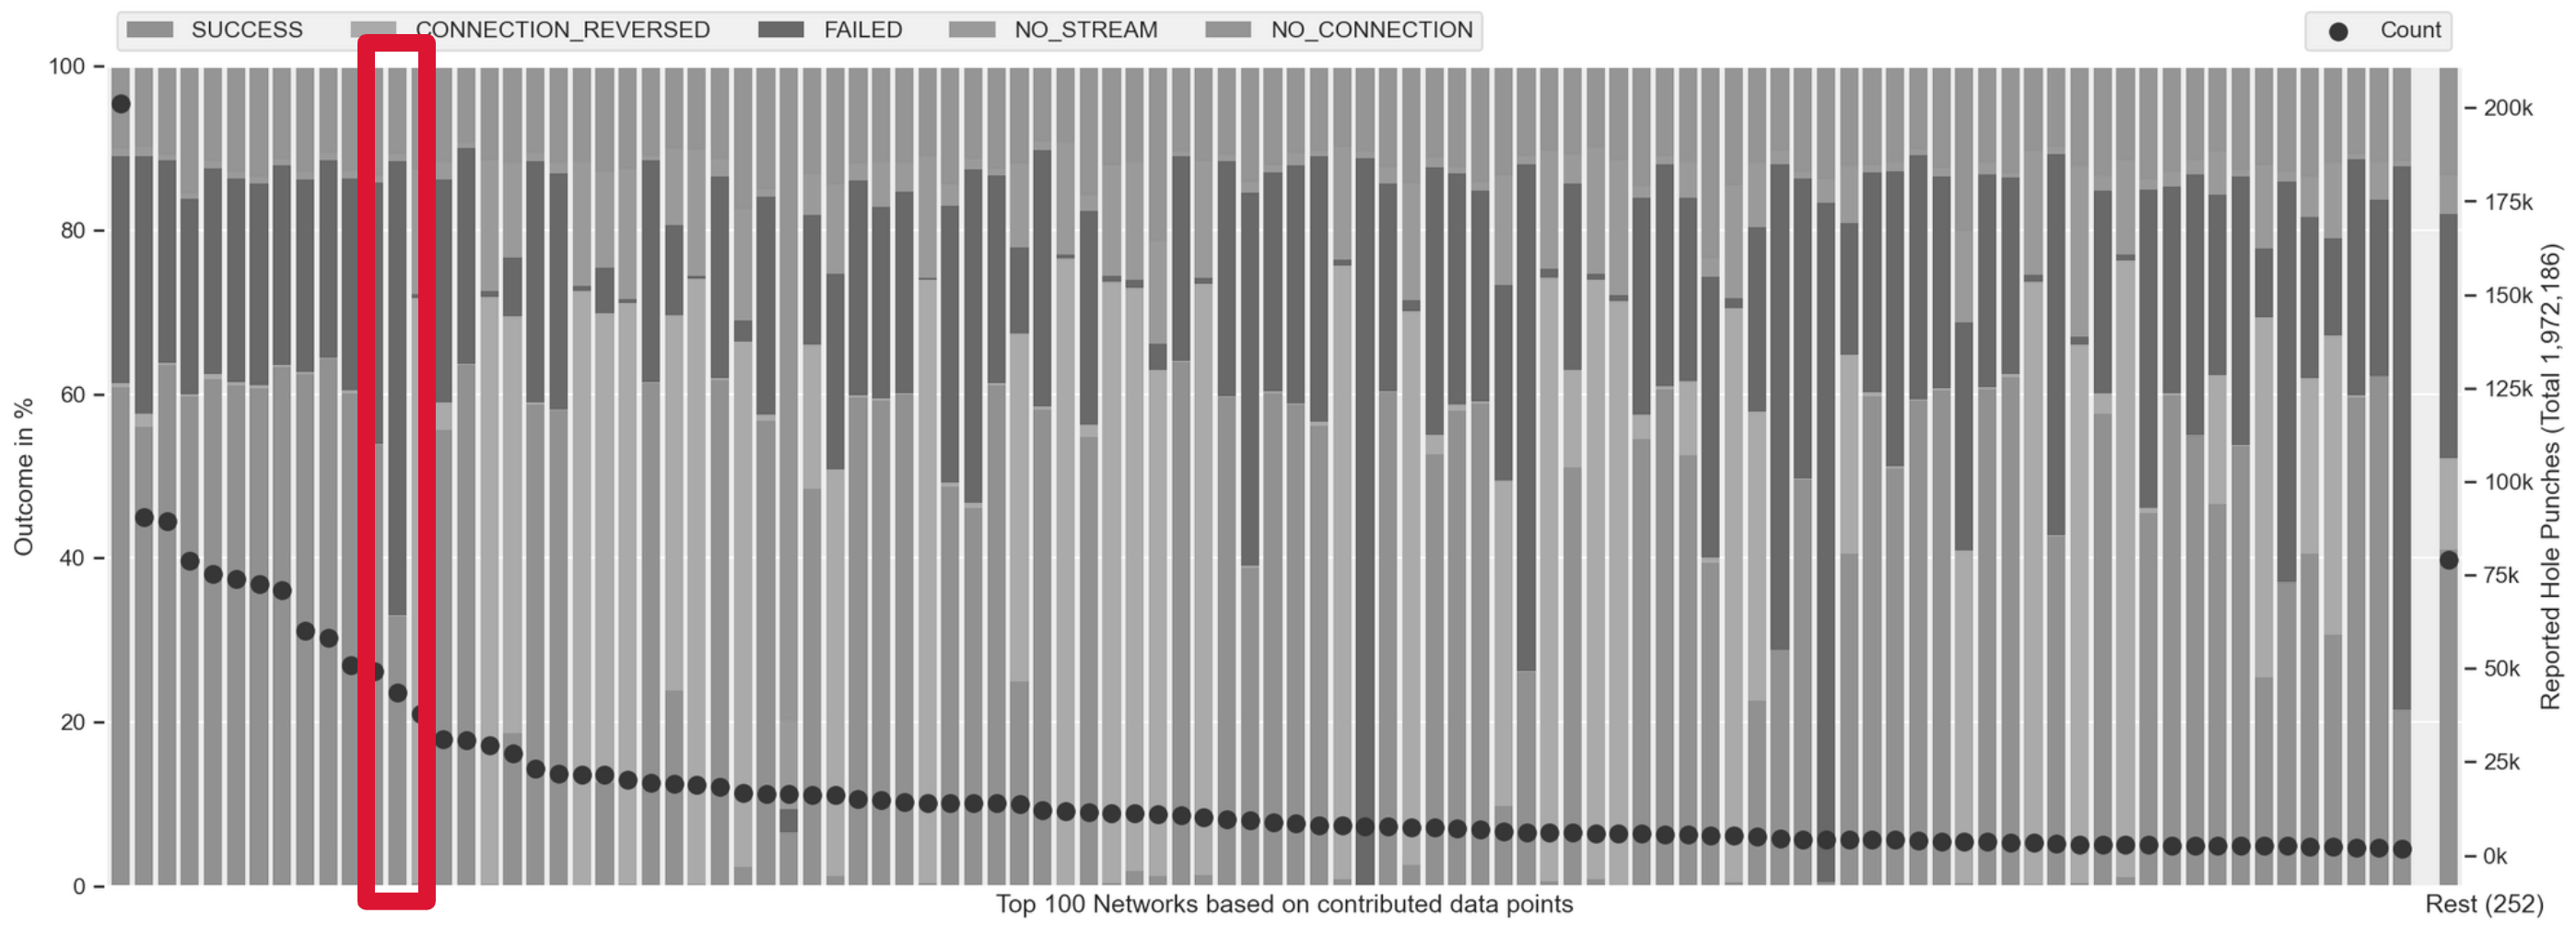 SUCCESS CONNECTION_REVERSED FAILED NO_STREAM NO_CONNECTION
Count
100
80
60
40
20
0
Outcome in %
200k
175k
150k
125k
100k
75k
50k
25k
0k
Reported Hole Punches (Total 1,972,186)
Top 100 Networks based on contributed data points
Rest (252)